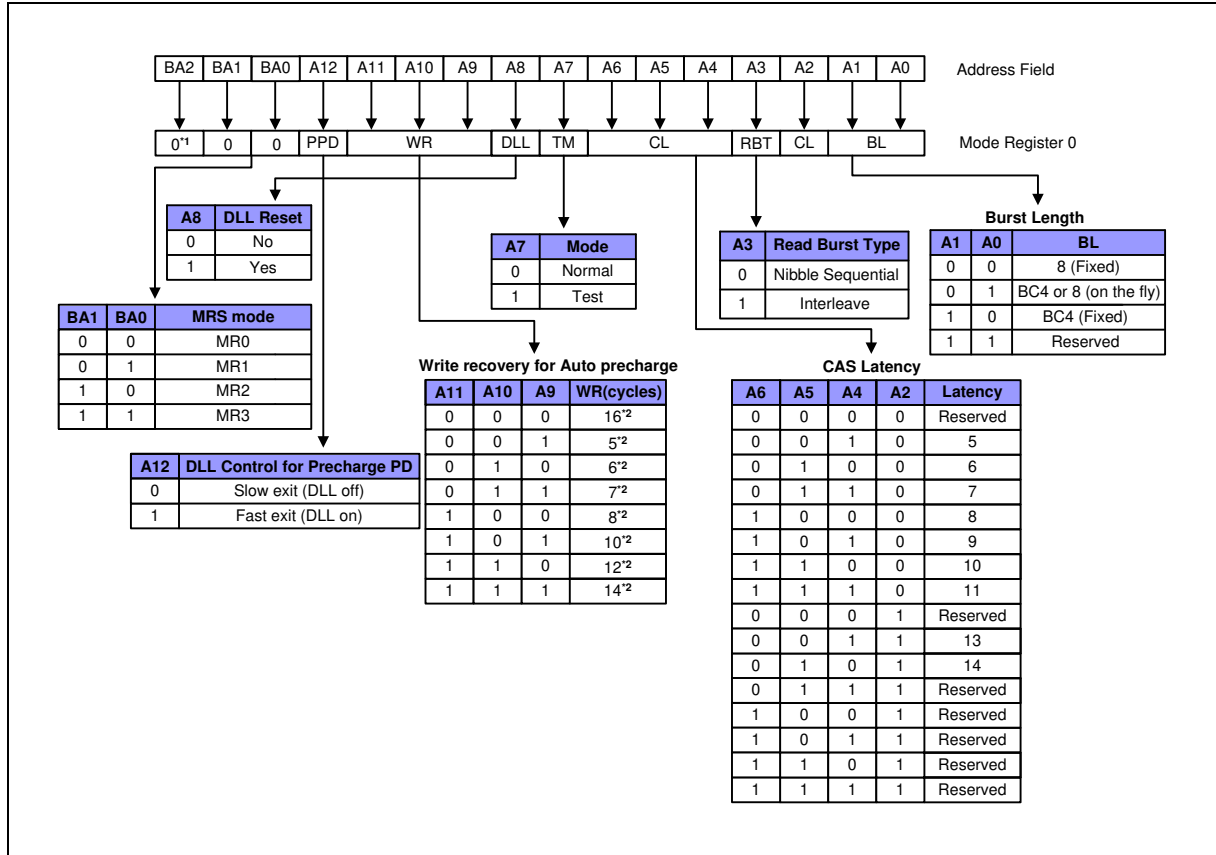 BA2 BA1 BA0 A12 A11 A10 A9 A8 A7 A6 A5 A4 A3 A2 A1 A0 Address Field
0*1 0 0 PPD WR DLL TM CL RBT CL BL Mode Register 0
A8 DLL Reset
0 No
1 Yes
A7 Mode
0 Normal
1 Test
A3 Read Burst Type
0 Nibble Sequential
1 Interleave
Burst Length
A1 A0 BL
0 0 8 (Fixed)
0 1 BC4 or 8 (on the fly)
1 0 BC4 (Fixed)
1 1 Reserved
BA1 BA0 MRS mode
0 0 MR0
0 1 MR1
1 0 MR2
1 1 MR3
A12 DLL Control for Precharge PD
0 Slow exit (DLL off)
1 Fast exit (DLL on)
Write recovery for Auto precharge
A11 A10 A9 WR(cycles)
0 0 0 16*2
0 0 1 5*2
0 1 0 6*2
0 1 1 7*2
1 0 0 8*2
1 0 1 10*2
1 1 0 12*2
1 1 1 14*2
CAS Latency
A6 A5 A4 A2 Latency
0 0 0 0 Reserved
0 0 1 0 5
0 1 0 0 6
0 1 1 0 7
1 0 0 0 8
1 0 1 0 9
1 1 0 0 10
1 1 1 0 11
0 0 0 1 Reserved
0 0 1 1 13
0 1 0 1 14
0 1 1 1 Reserved
1 0 0 1 Reserved
1 0 1 1 Reserved
1 1 0 1 Reserved
1 1 1 1 Reserved